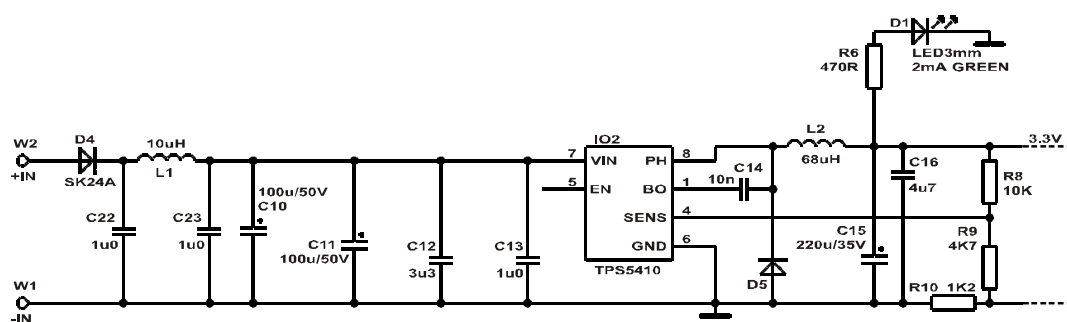 D1
LED3mm
2mA GREEN
R6
470R
W2
+IN
D4
SK24A
10uH
L1
IO2
7
VIN
PH
8
L2
68uH
3.3V
5
EN
BO
1
C14
10n
C16
4u7
R8
10K
100u/50V
C10
C22
1u0
C23
1u0
C11
100u/50V
C12
3u3
C13
1u0
SENS
4
GND
6
TPS5410
C15
220u/35V
R9
4K7
D5
W1
-IN
R10 1K2